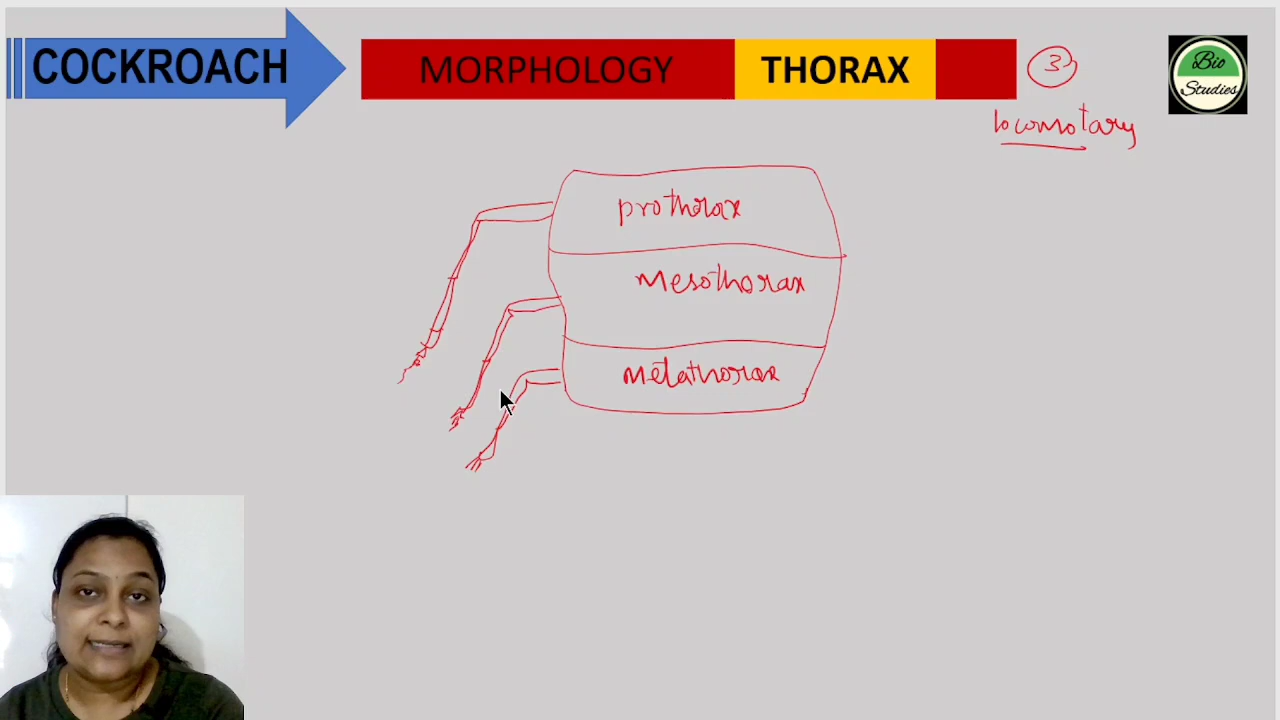 COCKROACH
MORPHOLOGY
THORAX
3
Bio
Studies
locomotary
prothorax
mesothorax
metathorax